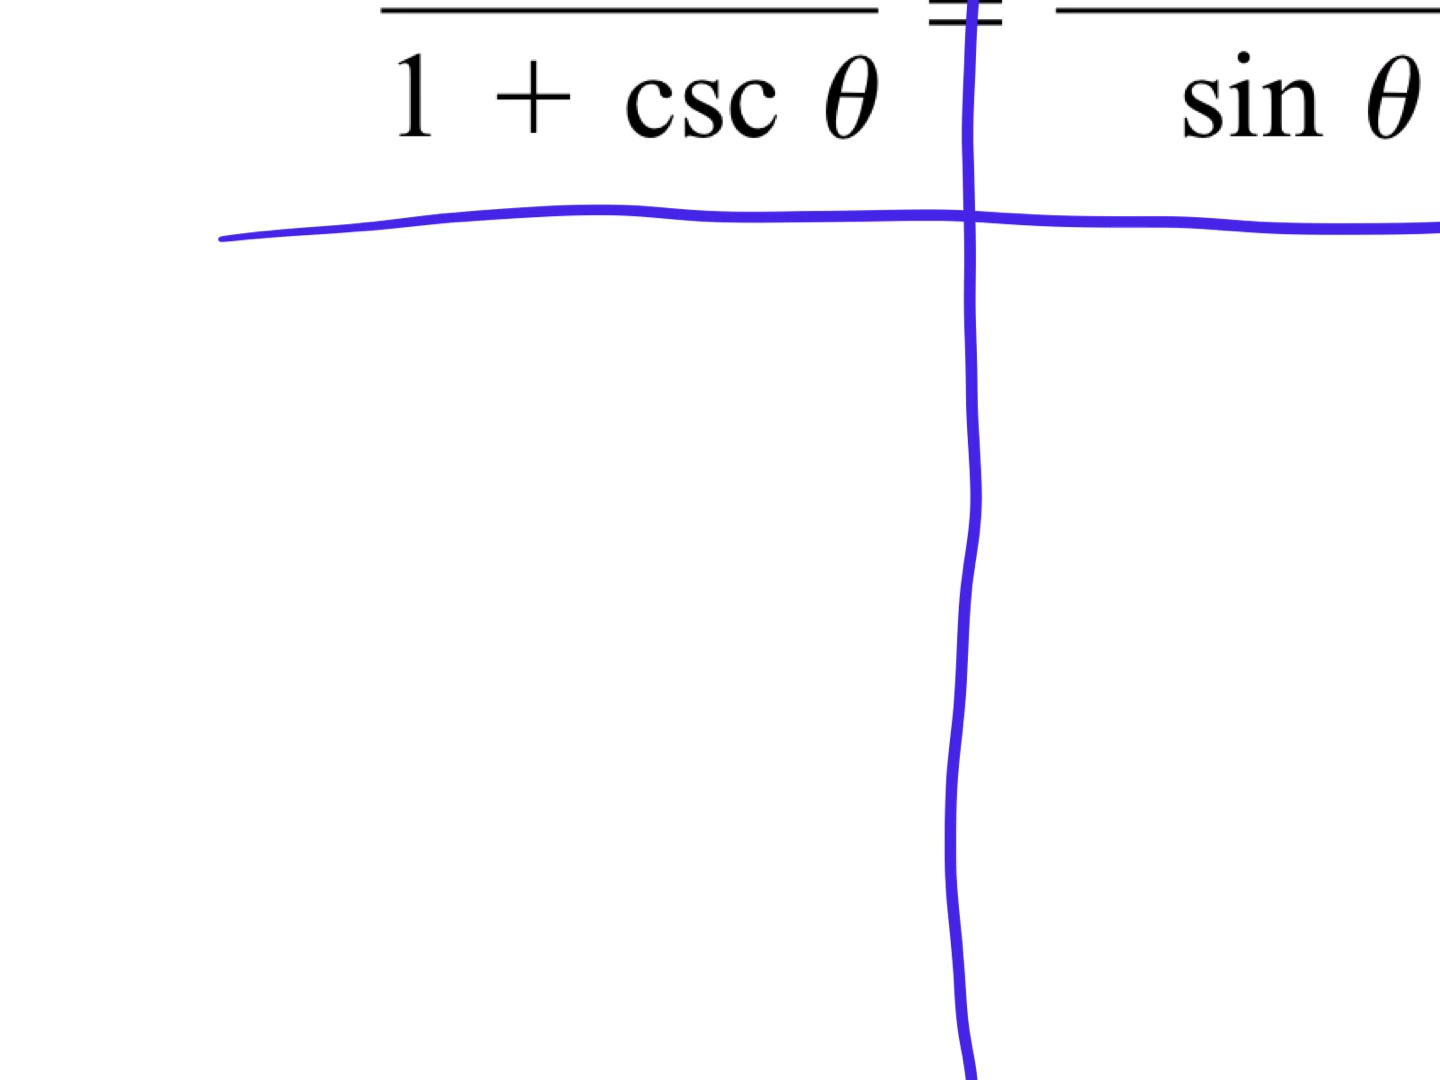 =
1 + csc θ sin θ